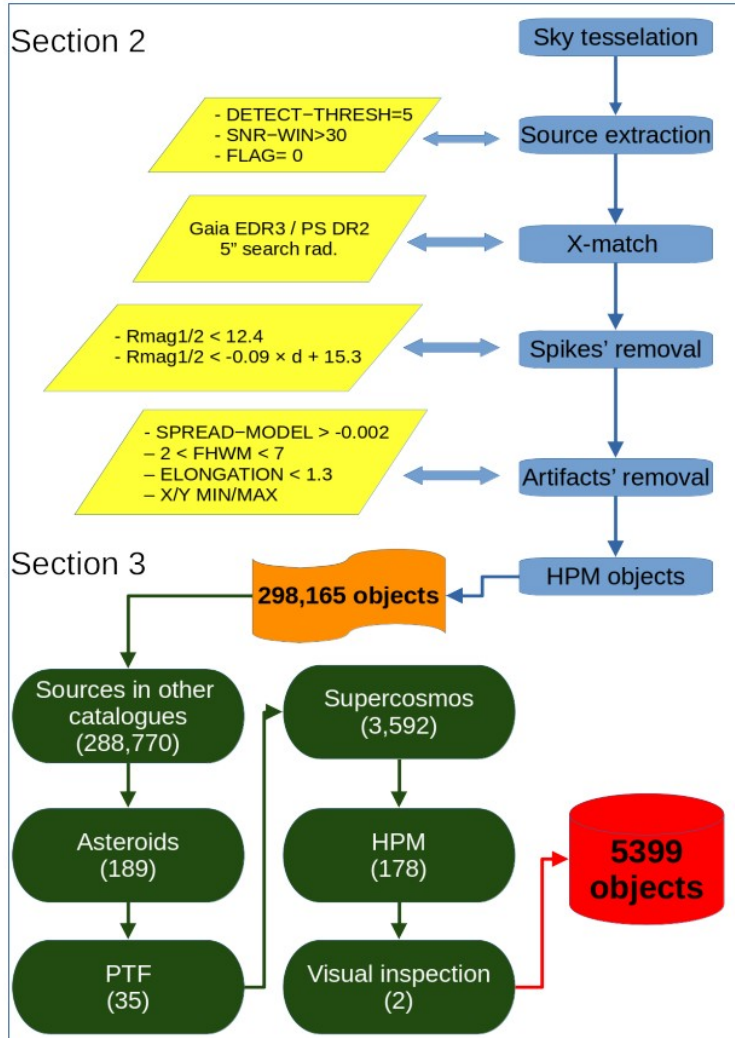 Section 2
Sky tesselation
- DETECT−THRESH=5
- SNR−WIN>30
- FLAG= 0
Source extraction
Gaia EDR3 / PS DR2
5” search rad.
X-match
- Rmag1/2 < 12.4
- Rmag1/2 < -0.09 × d + 15.3
Spikes’ removal
- SPREAD−MODEL > -0.002
– 2 < FHWM < 7
– ELONGATION < 1.3
– X/Y MIN/MAX
Artifacts’ removal
HPM objects
Section 3
298,165 objects
Sources in other
catalogues
(288,770)
Asteroids
(189)
PTF
(35)
Supercosmos
(3,592)
HPM
(178)
Visual inspection
(2)
5399
objects